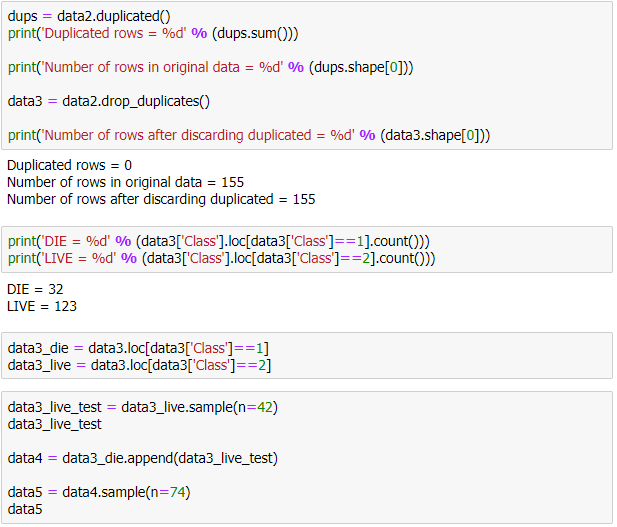 dups = data2.duplicated()
print('Duplicated rows = %d' % (dups.sum()))
print('Number of rows in original data = %d' % (dups.shape[0]))
data3 = data2.drop_duplicates()
print('Number of rows after discarding duplicated = %d' % (data3.shape[0]))
Duplicated rows = 0
Number of rows in original data = 155
Number of rows after discarding duplicated = 155
print('DIE = %d' % (data3['Class'].loc[data3['Class']==1].count()))
print('LIVE = %d' % (data3['Class'].loc[data3['Class']==2].count()))
DIE = 32
LIVE = 123
data3_die = data3.loc[data3['Class']==1]
data3_live = data3.loc[data3['Class']==2]
data3_live_test = data3_live.sample(n=42)
data3_live_test
data4 = data3_die.append(data3_live_test)
data5 = data4.sample(n=74)
data5